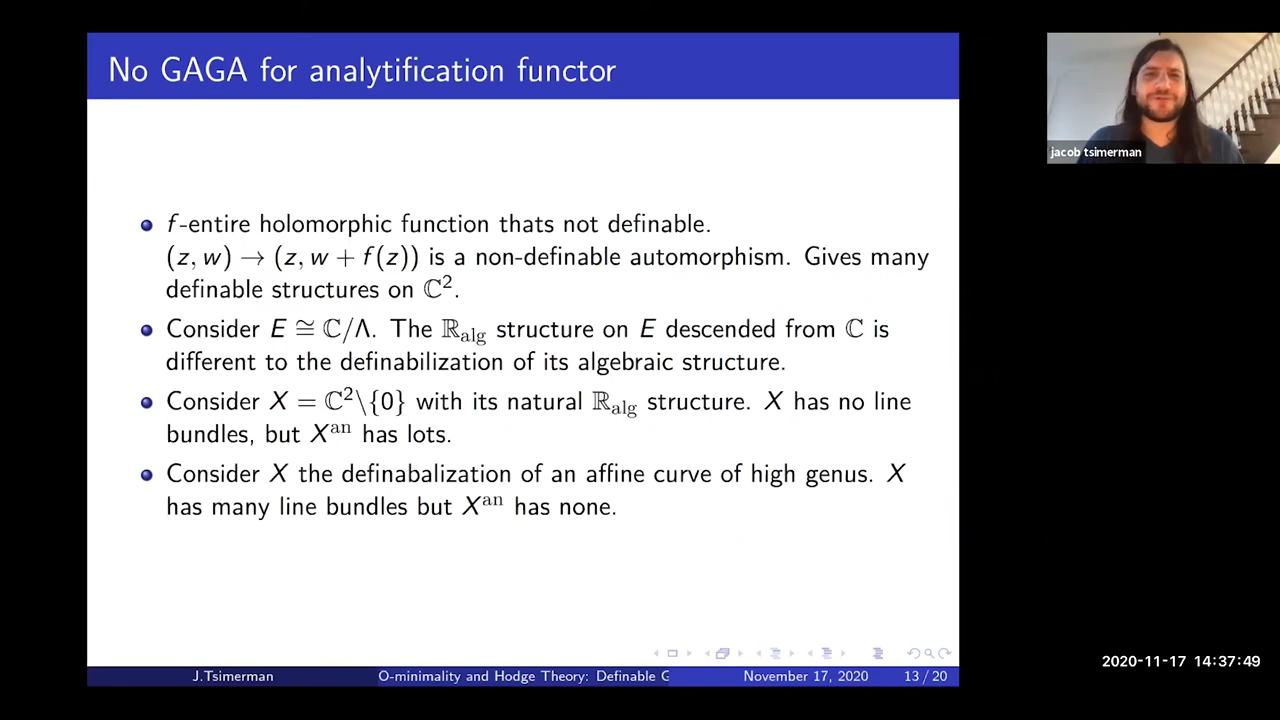 No GAGA for analytification functor
jacob tsimerman
f-entire holomorphic function thats not definable.
(z, w) → (z, w + f(z)) is a non-definable automorphism. Gives many
definable structures on ℂ².
Consider E ≅ ℂ/Λ. The ℝ_alg structure on E descended from ℂ is
different to the definabilization of its algebraic structure.
Consider X = ℂ²\{0} with its natural ℝ_alg structure. X has no line
bundles, but X^an has lots.
Consider X the definabalization of an affine curve of high genus. X
has many line bundles but X^an has none.
J.Tsimerman
O-minimality and Hodge Theory: Definable G
November 17, 2020
13 / 20
2020-11-17 14:37:49